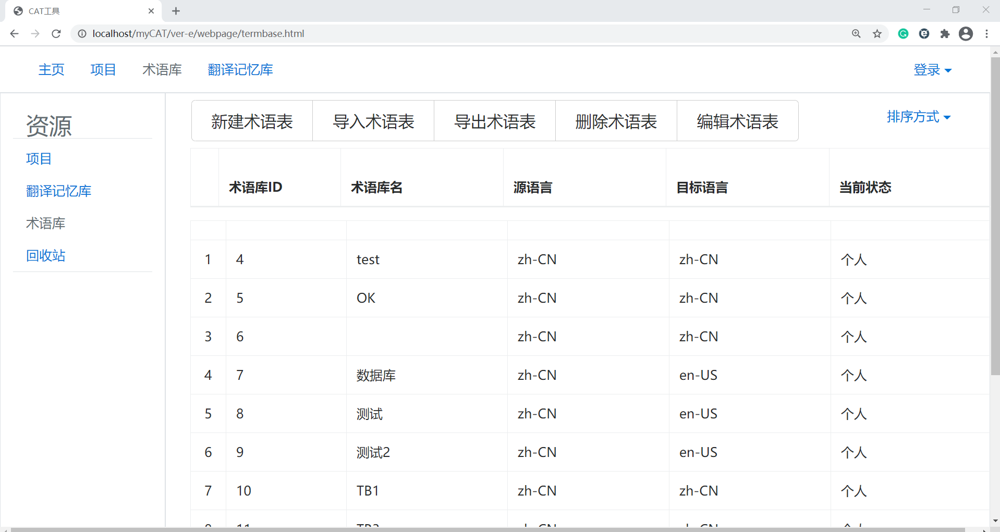 CAT工具
localhost/myCAT/ver-e/webpage/termbase.html
主页 项目 术语库 翻译记忆库 登录
资源
项目
翻译记忆库
术语库
回收站
新建术语表 导入术语表 导出术语表 删除术语表 编辑术语表 排序方式
术语库ID 术语库名 源语言 目标语言 当前状态
1 4 test zh-CN zh-CN 个人
2 5 OK zh-CN zh-CN 个人
3 6 zh-CN zh-CN 个人
4 7 数据库 zh-CN en-US 个人
5 8 测试 zh-CN en-US 个人
6 9 测试2 zh-CN en-US 个人
7 10 TB1 zh-CN zh-CN 个人